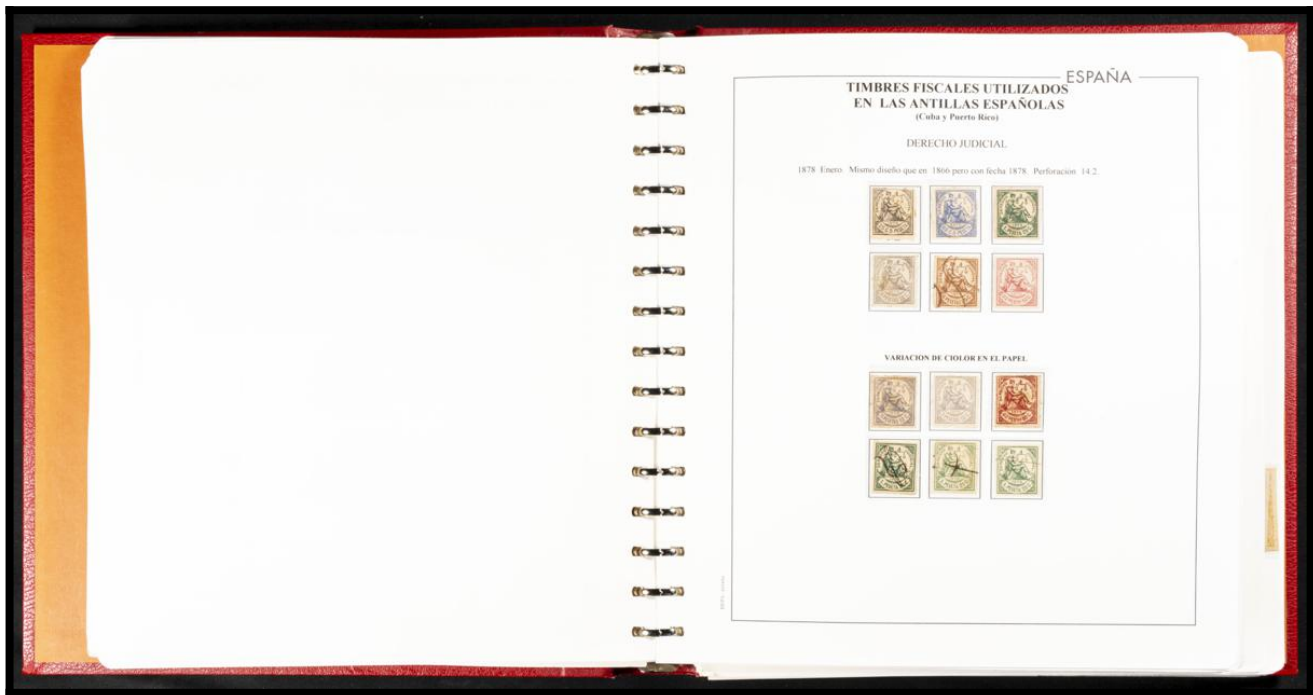 ESPAÑA
TIMBRES FISCALES UTILIZADOS
EN LAS ANTILLAS ESPAÑOLAS
(Cuba y Puerto Rico)
DERECHO JUDICIAL
1878 Enero. Mismo diseño que en 1866 pero con fecha 1878. Perforacion 14.2.
VARIACION DE CIOLOR EN EL PAPEL